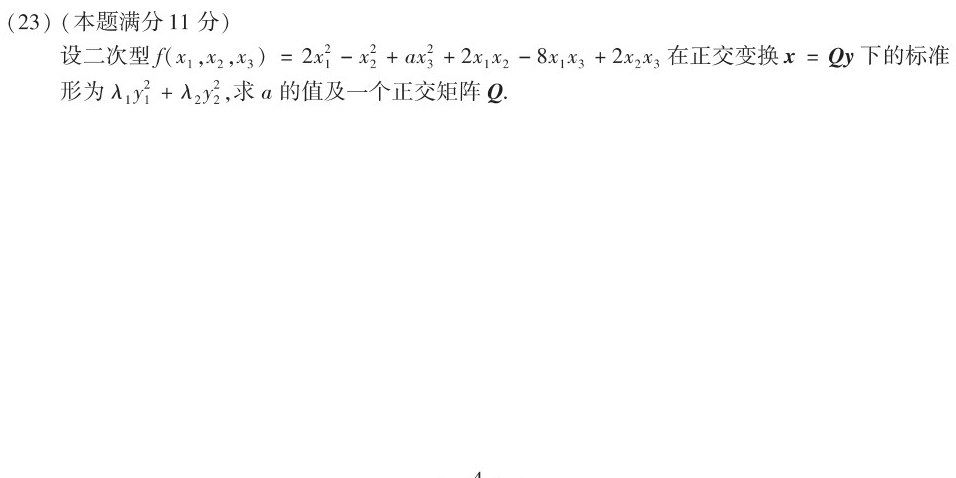 (23) (本题满分 11 分)
设二次型 f(x₁,x₂,x₃) = 2x₁² − x₂² + ax₃² + 2x₁x₂ − 8x₁x₃ + 2x₂x₃ 在正交变换 x = Qy 下的标准
形为 λ₁y₁² + λ₂y₂²,求 a 的值及一个正交矩阵 Q.